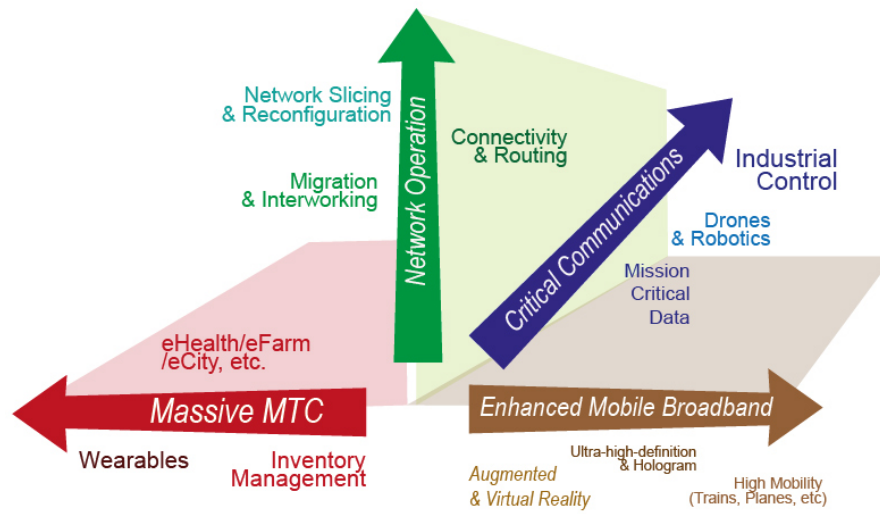 Network Slicing
& Reconfiguration
Migration
& Interworking
Network Operation
Connectivity
& Routing
Critical Communications
Industrial
Control
Drones
& Robotics
Mission
Critical
Data
eHealth/eFarm
/eCity, etc.
Massive MTC
Enhanced Mobile Broadband
Wearables
Inventory
Management
Ultra-high-definition
& Hologram
Augmented
& Virtual Reality
High Mobility
(Trains, Planes, etc)